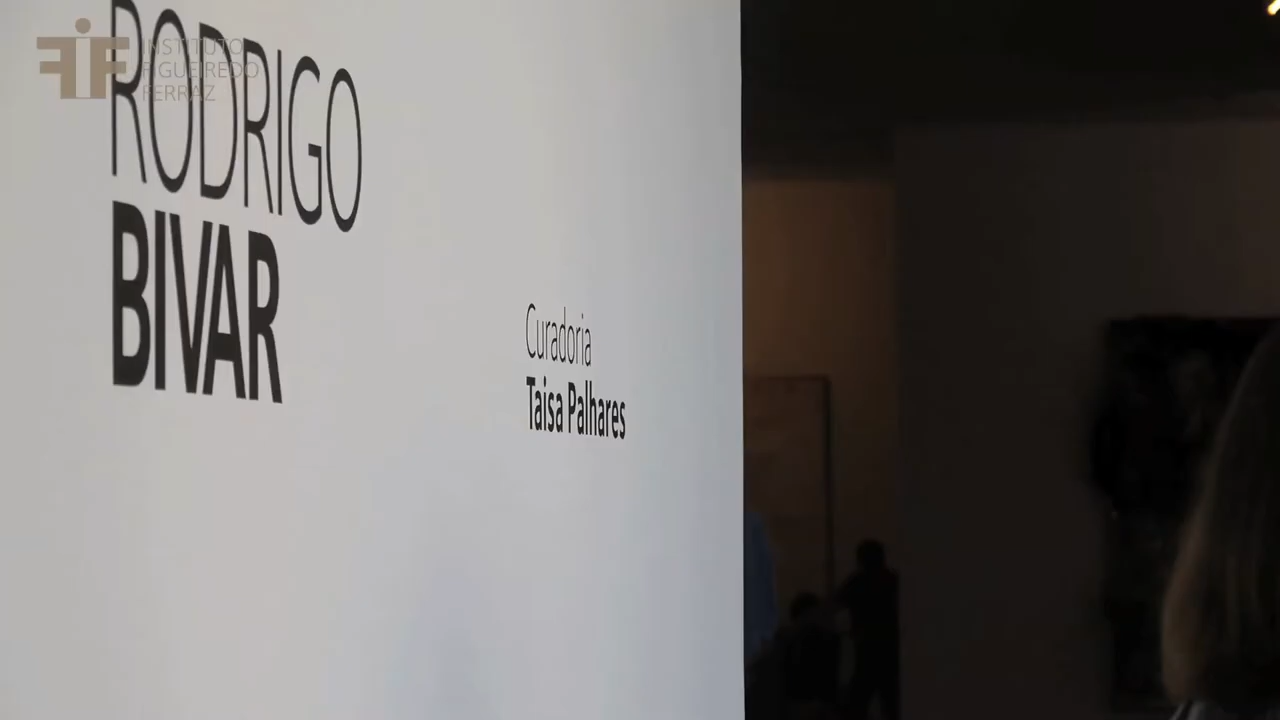 INSTITUTO
FIGUEIREDO
FERRAZ
RODRIGO
BIVAR
Curadoria
Taisa Palhares